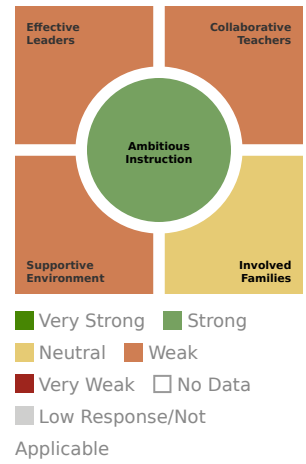 Effective
Leaders
Collaborative
Teachers
Ambitious
Instruction
Supportive
Environment
Involved
Families
Very Strong
Strong
Neutral
Weak
Very Weak
No Data
Low Response/Not
Applicable